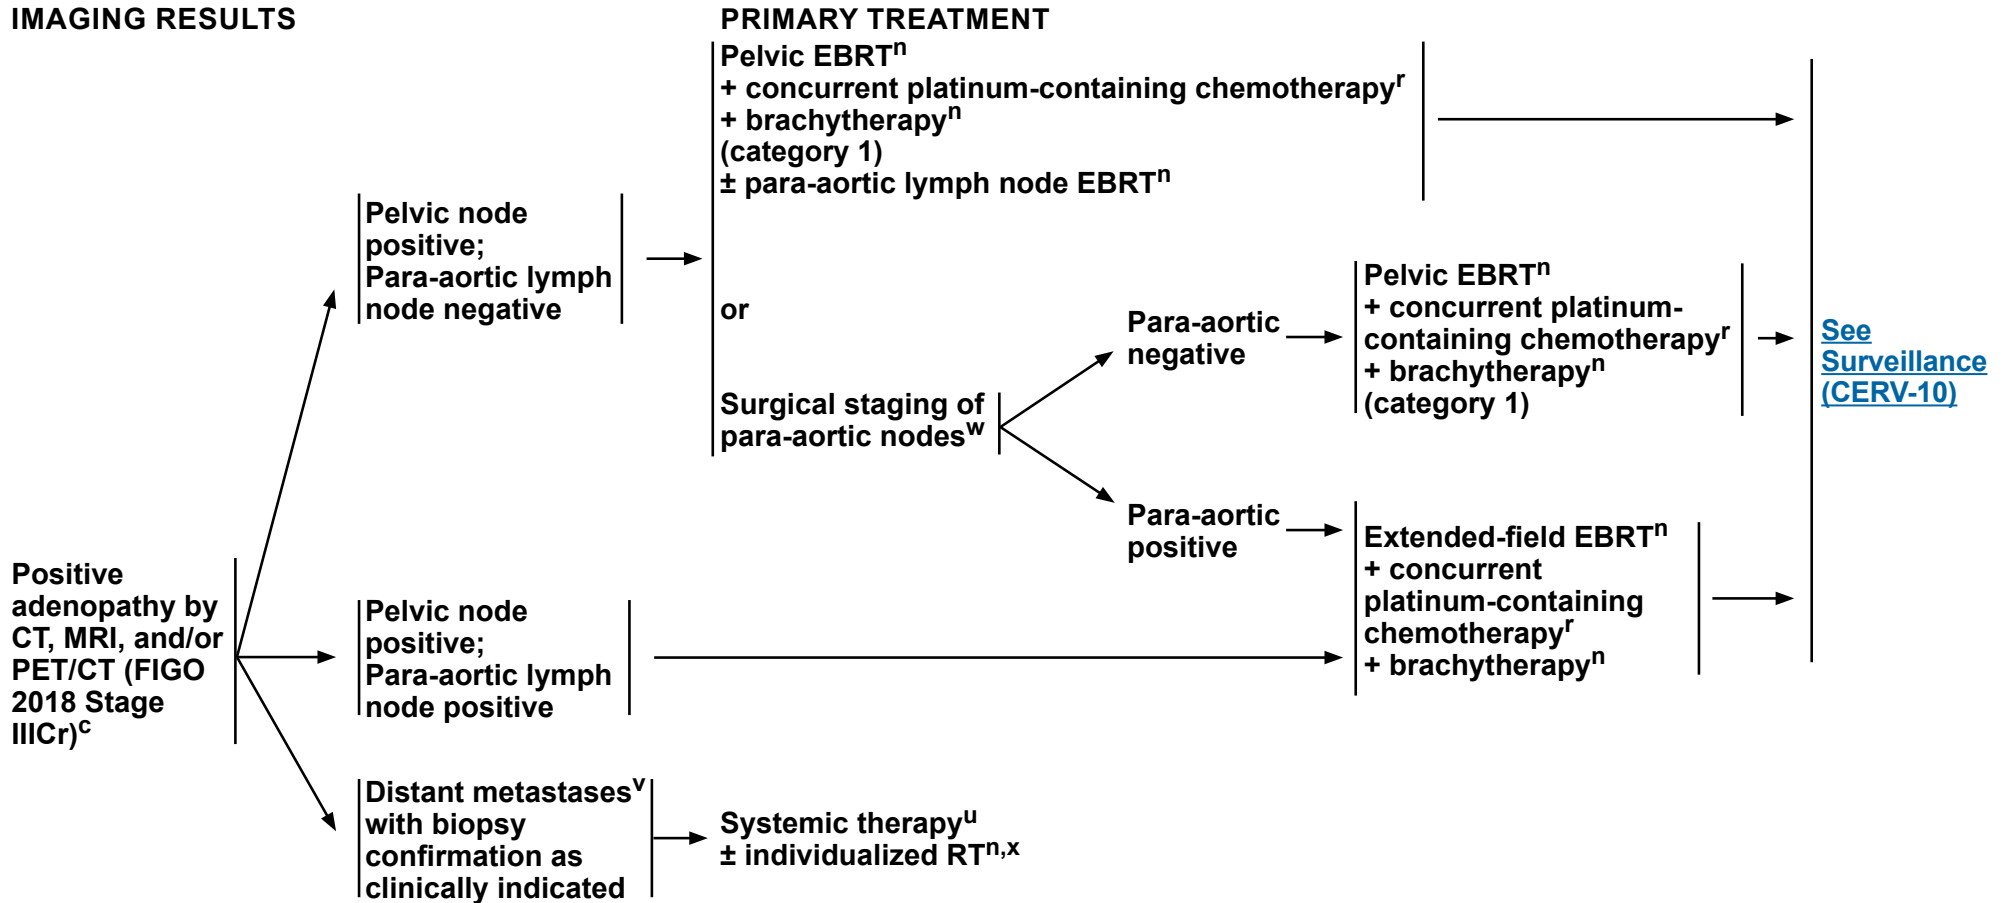 IMAGING RESULTS
PRIMARY TREATMENT
Positive
adenopathy by
CT, MRI, and/or
PET/CT (FIGO
2018 Stage
IIICr)c
Pelvic node
positive;
Para-aortic lymph
node negative
Pelvic EBRTn
+ concurrent platinum-containing chemotherapyr
+ brachytherapyn
(category 1)
± para-aortic lymph node EBRTn
or
Surgical staging of
para-aortic nodesw
Para-aortic
negative
Pelvic EBRTn
+ concurrent platinum-
containing chemotherapyr
+ brachytherapyn
(category 1)
Para-aortic
positive
Extended-field EBRTn
+ concurrent
platinum-containing
chemotherapyr
+ brachytherapyn
See
Surveillance
(CERV-10)
Pelvic node
positive;
Para-aortic lymph
node positive
Distant metastasesv
with biopsy
confirmation as
clinically indicated
Systemic therapyu
± individualized RTn,x